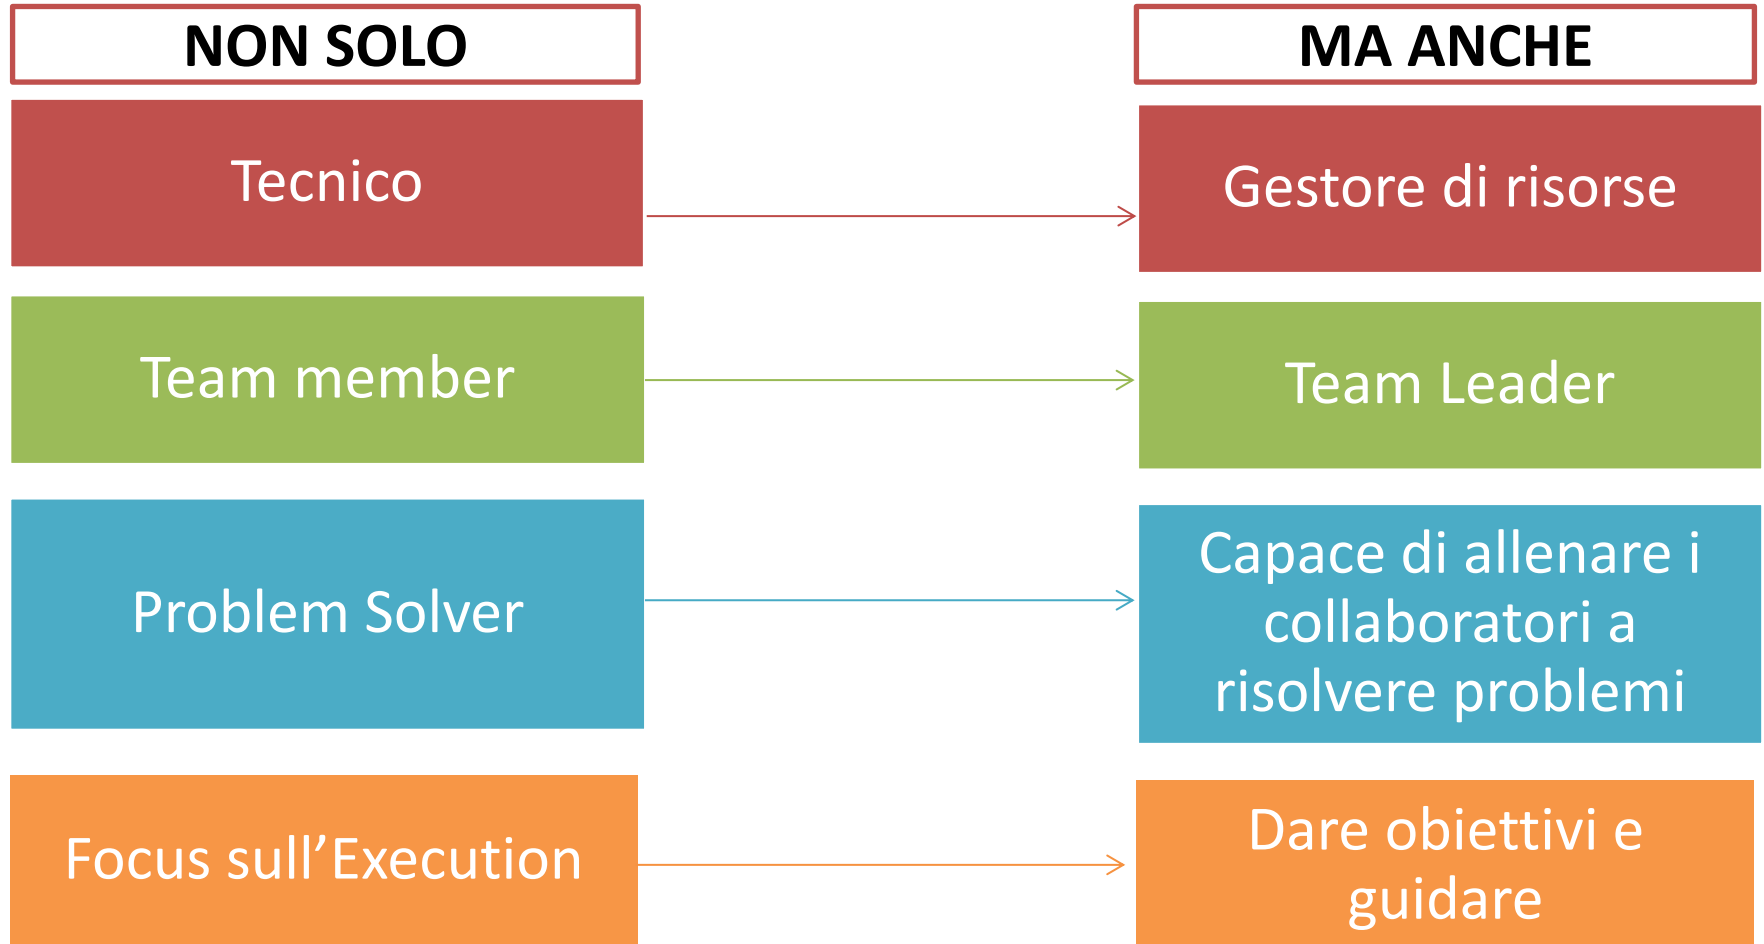 NON SOLO
MA ANCHE
Tecnico
Gestore di risorse
Team member
Team Leader
Problem Solver
Capace di allenare i
collaboratori a
risolvere problemi
Focus sull’Execution
Dare obiettivi e
guidare